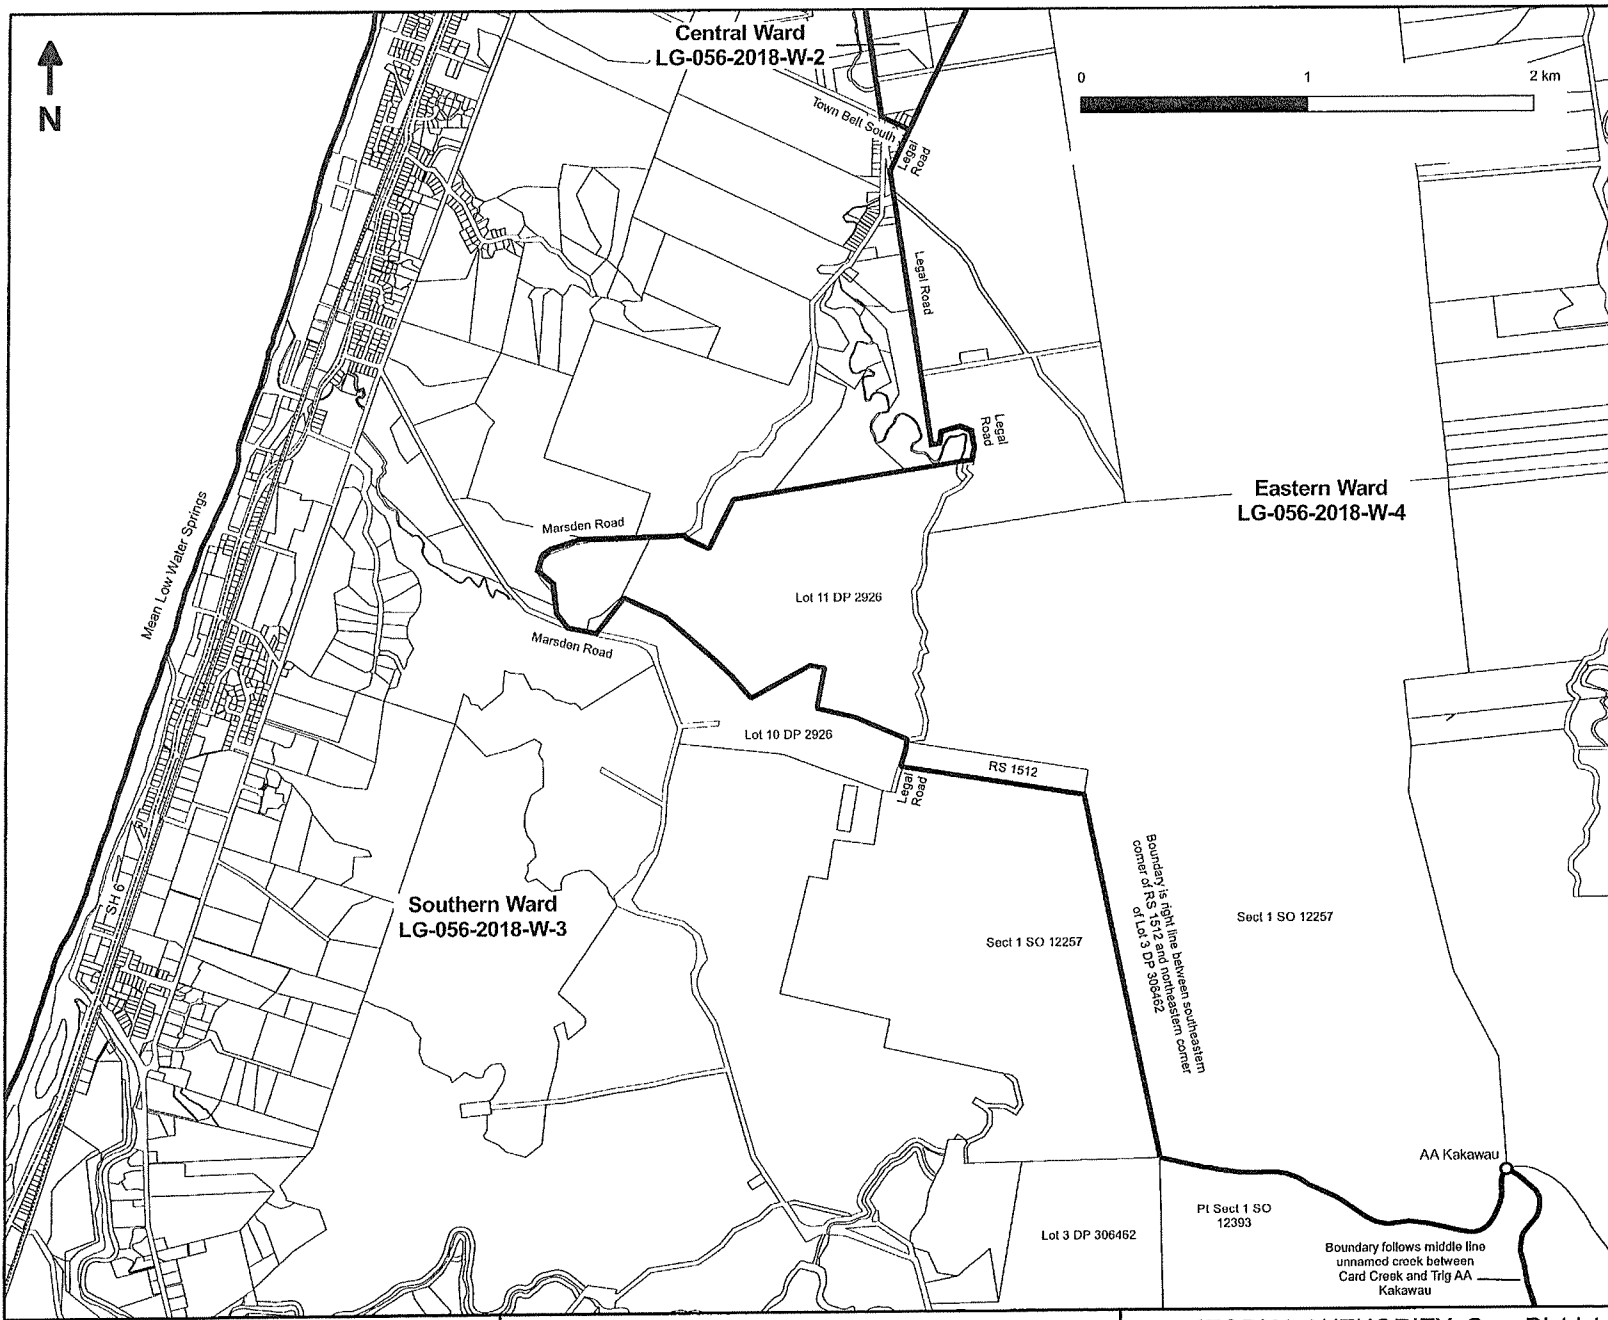 Central Ward
LG-056-2018-W-2
N
0 1 2 km
Town Belt South
Legal
Road
Legal Road
Legal
Road
Mean Low Water Springs
Eastern Ward
LG-056-2018-W-4
Marsden Road
Lot 11 DP 2926
Marsden Road
Lot 10 DP 2926
RS 1512
Legal
Road
Boundary is right line between southeastern
corner of RS 1512 and northeastern corner
of Lot 3 DP 306462
SH 6
Southern Ward
LG-056-2018-W-3
Sect 1 SO 12257
Sect 1 SO 12257
AA Kakawau
Pt Sect 1 SO
12393
Lot 3 DP 306462
Boundary follows middle line
unnamed creek between
Card Creek and Trig AA
Kakawau